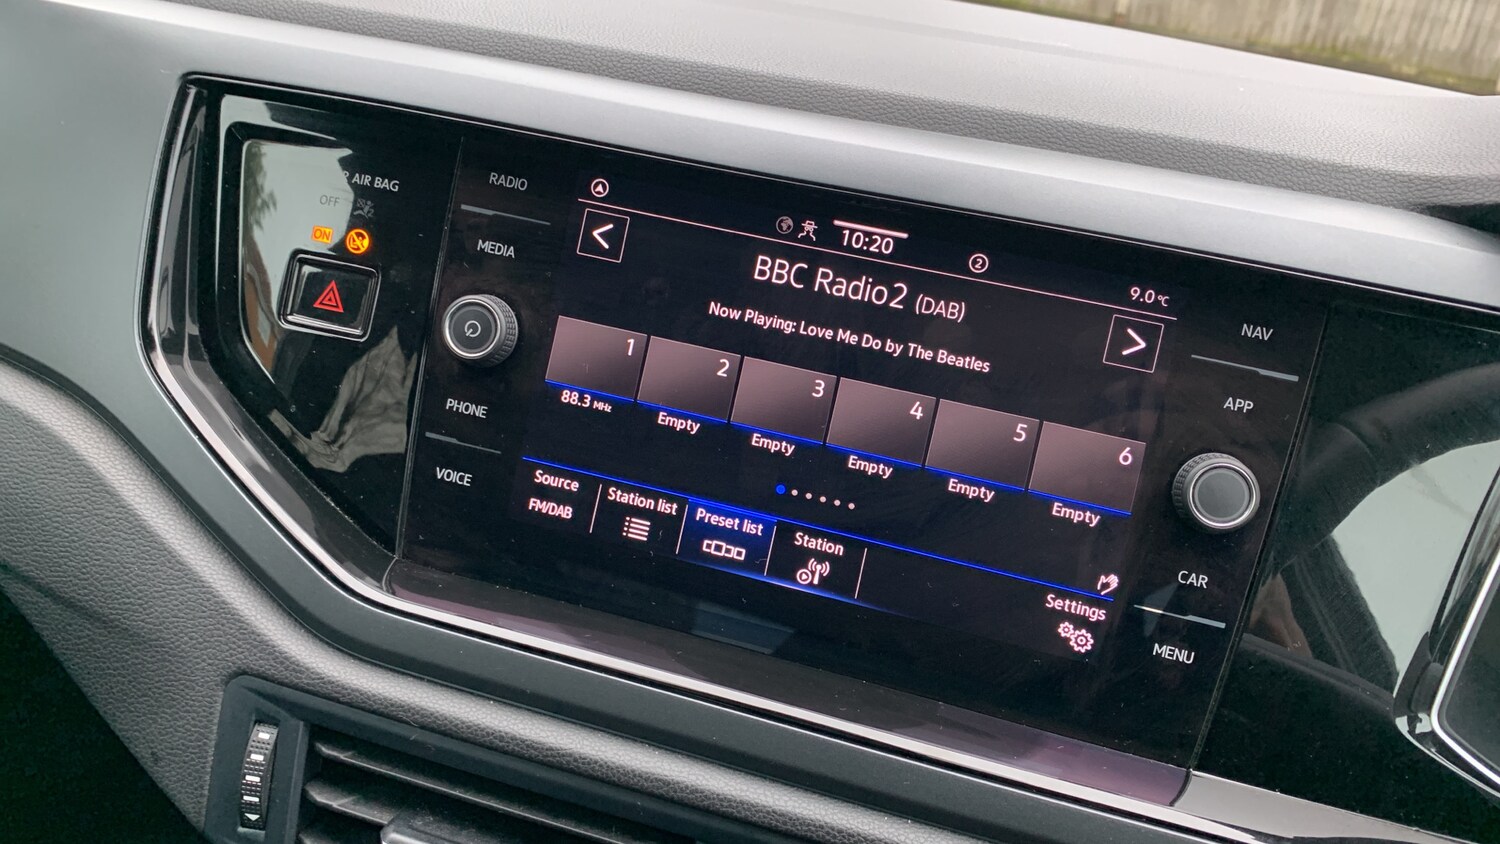 AIR BAG
OFF
ON
RADIO
MEDIA
PHONE
VOICE
10:20
2
9.0°C
BBC Radio2 (DAB)
Now Playing: Love Me Do by The Beatles
1
2
3
4
5
6
88.3 MHz
Empty
Empty
Empty
Empty
Empty
Source
FM/DAB
Station list
Preset list
Station
Settings
NAV
APP
CAR
MENU